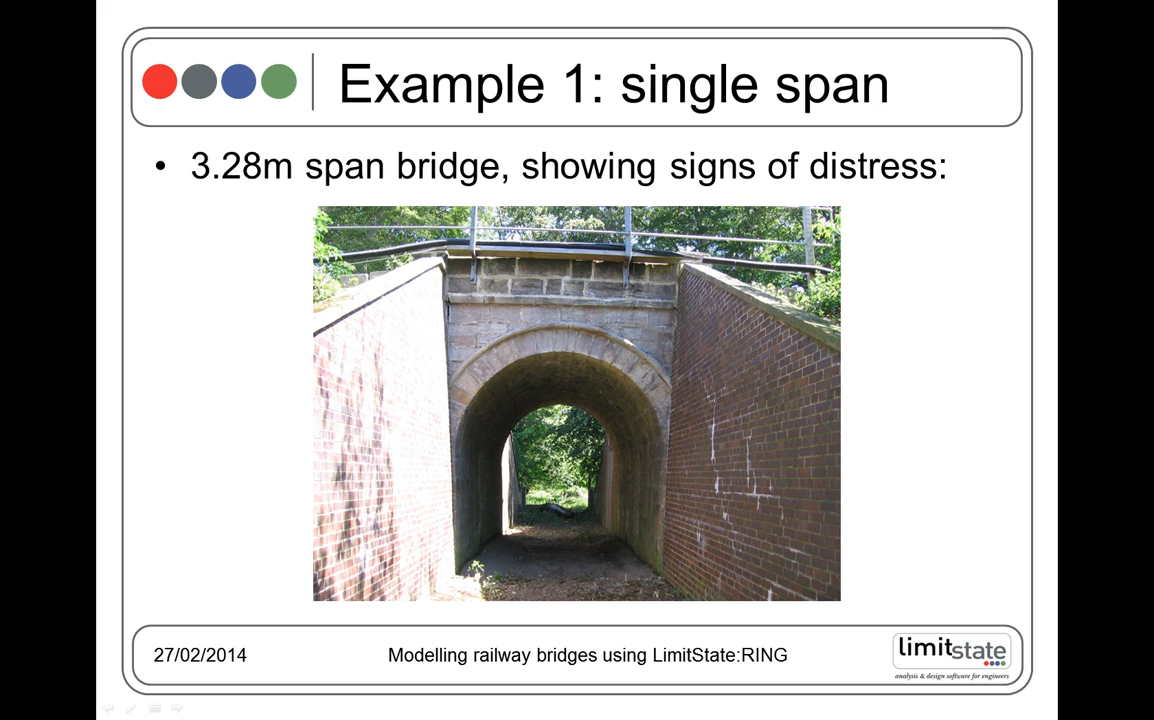 Example 1: single span
• 3.28m span bridge, showing signs of distress:
27/02/2014
Modelling railway bridges using LimitState:RING
limitstate
analysis & design software for engineers